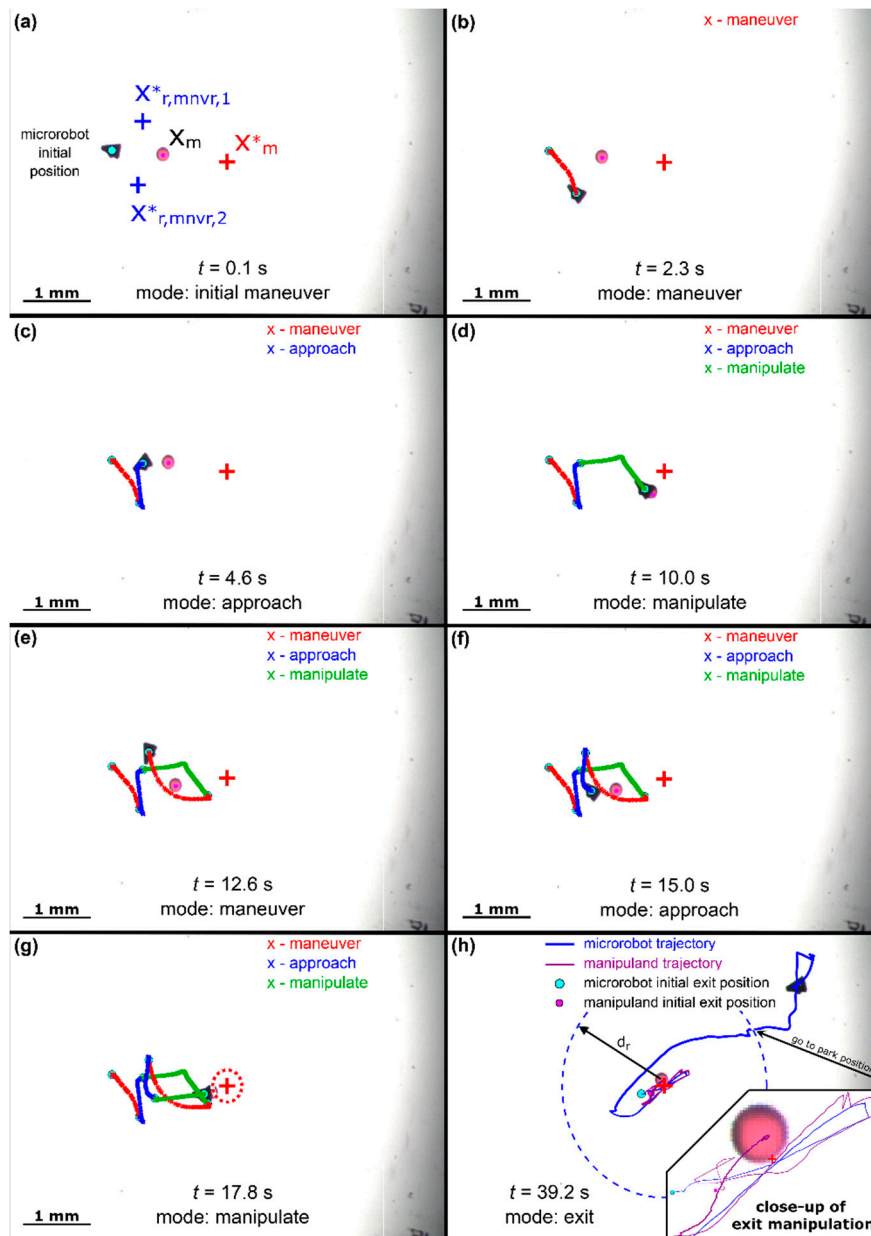 (a)
X*r,mnvr,1
microrobot
initial
position
Xm
X*m
X*r,mnvr,2
t = 0.1 s
1 mm
mode: initial maneuver
(b)
x - maneuver
t = 2.3 s
1 mm
mode: maneuver
(c)
x - maneuver
x - approach
t = 4.6 s
1 mm
mode: approach
(d)
x - maneuver
x - approach
x - manipulate
t = 10.0 s
1 mm
mode: manipulate
(e)
x - maneuver
x - approach
x - manipulate
t = 12.6 s
1 mm
mode: maneuver
(f)
x - maneuver
x - approach
x - manipulate
t = 15.0 s
1 mm
mode: approach
(g)
x - maneuver
x - approach
x - manipulate
t = 17.8 s
1 mm
mode: manipulate
(h)
microrobot trajectory
manipuland trajectory
microrobot initial exit position
manipuland initial exit position
dr
go to park position
t = 39.2 s
1 mm
mode: exit
close-up of
exit manipulation